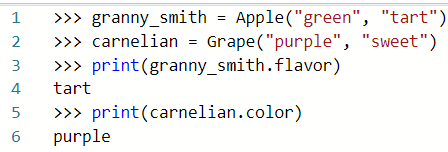 1 >>> granny_smith = Apple("green", "tart")
2 >>> carnelian = Grape("purple", "sweet")
3 >>> print(granny_smith.flavor)
4 tart
5 >>> print(carnelian.color)
6 purple